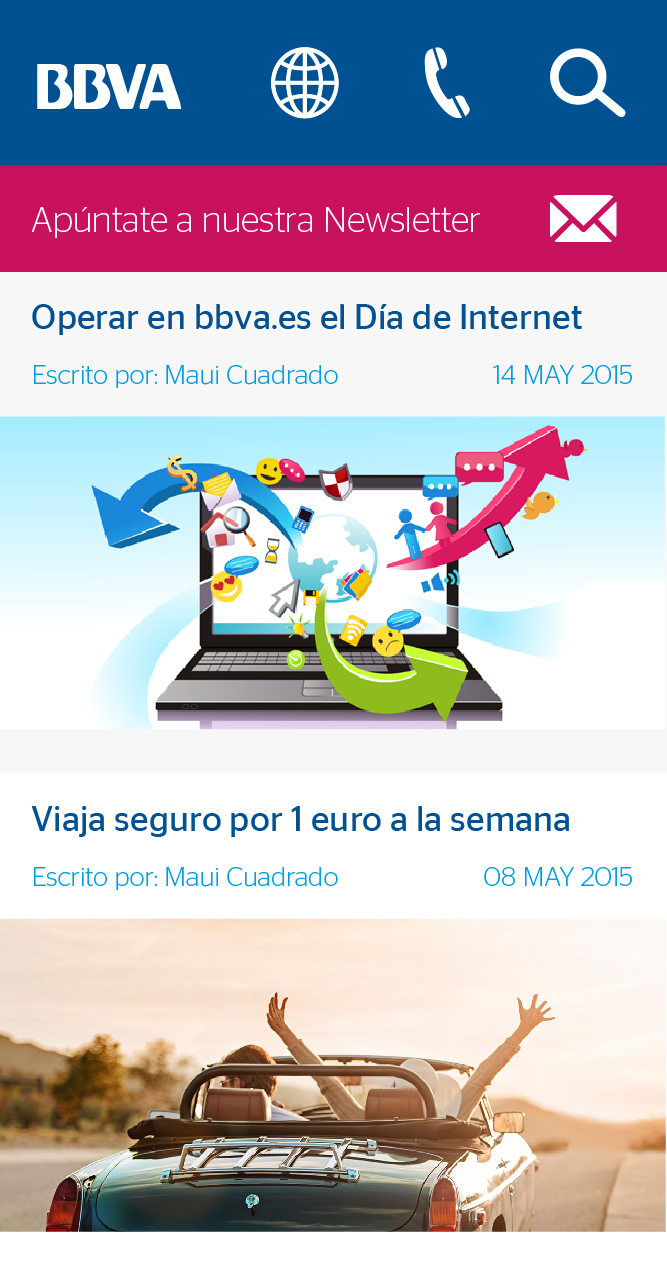 BBVA
Apúntate a nuestra Newsletter
Operar en bbva.es el Día de Internet
Escrito por: Maui Cuadrado 14 MAY 2015
Viaja seguro por 1 euro a la semana
Escrito por: Maui Cuadrado 08 MAY 2015